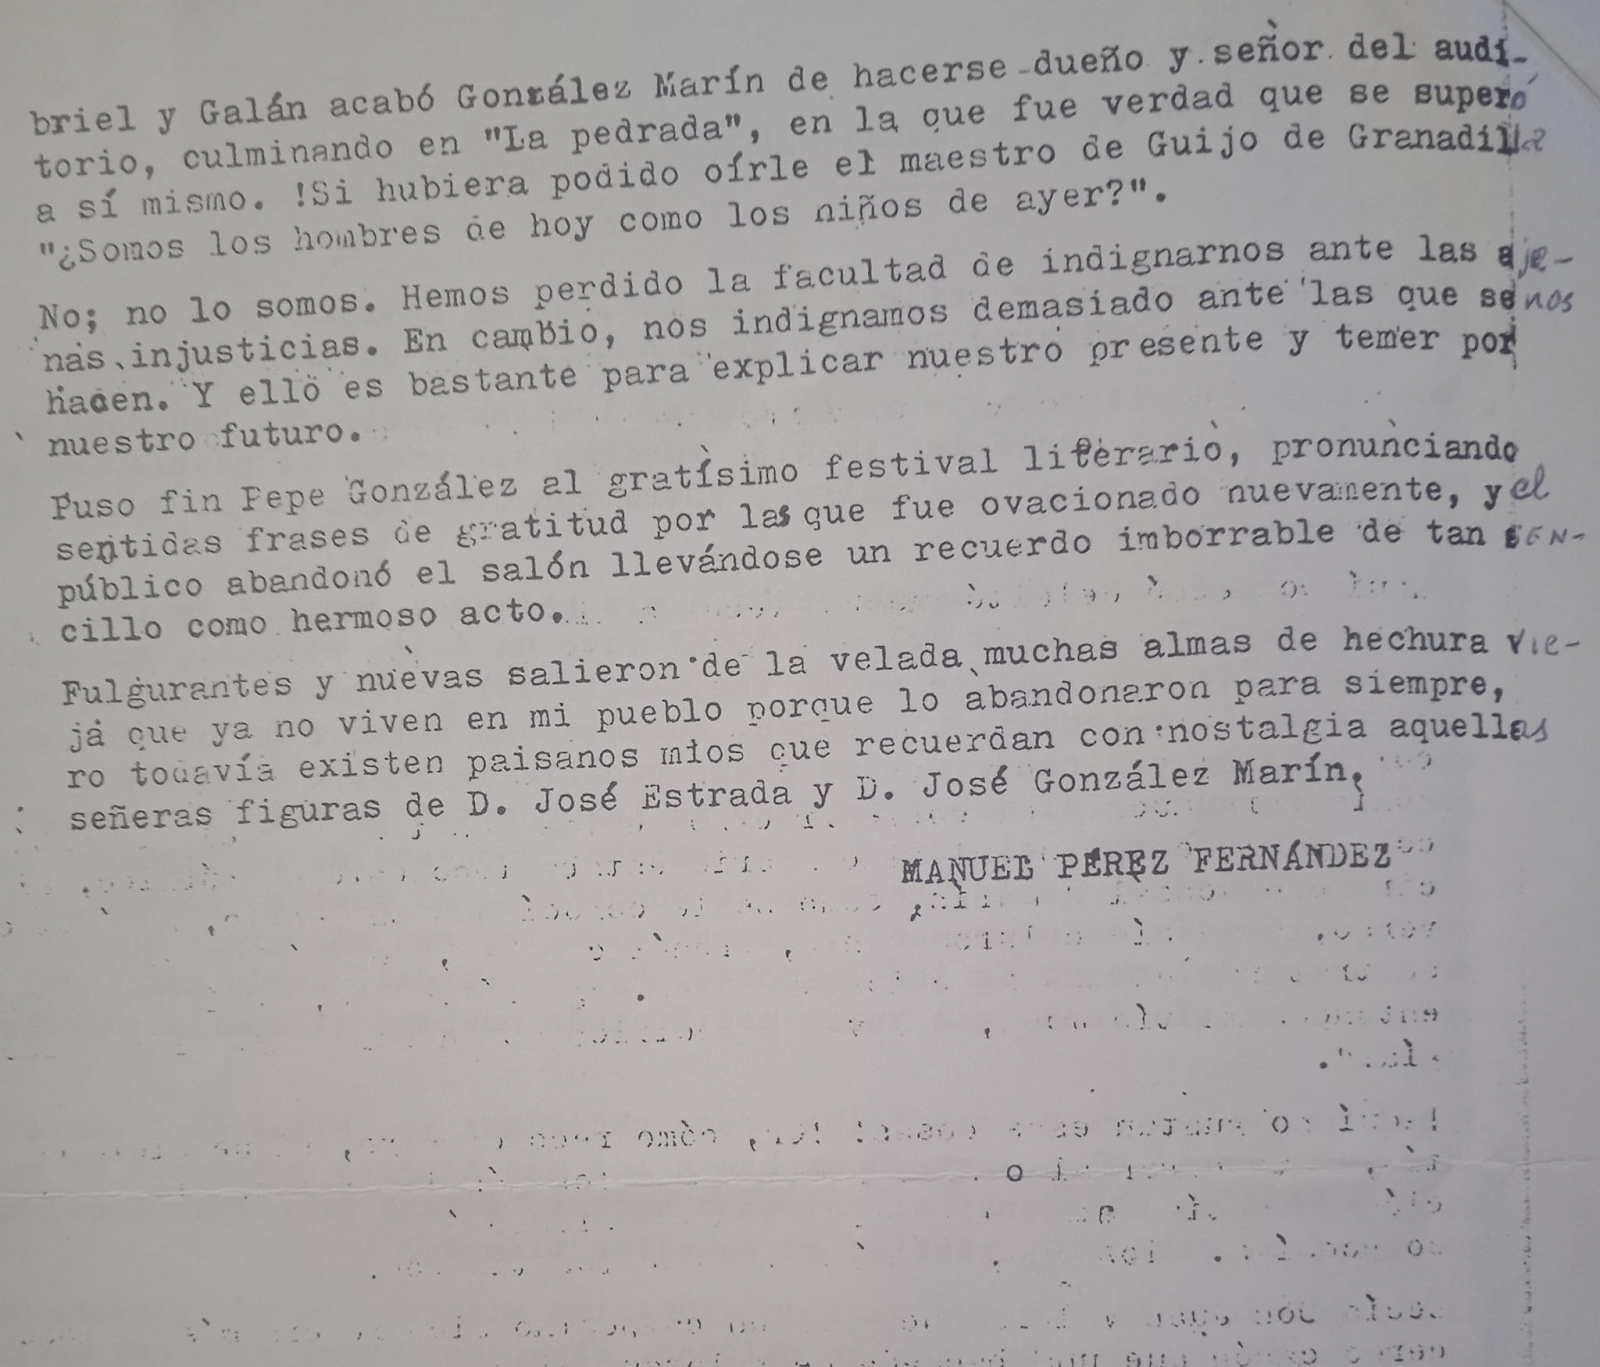 briel y Galán acabó González Marín de hacerse dueño y señor del audi-
torio, culminando en "La pedrada", en la que fue verdad que se superó
a sí mismo. !Si hubiera podido oírle el maestro de Guijo de Granadilla
"¿Somos los hombres de hoy como los niños de ayer?".
No; no lo somos. Hemos perdido la facultad de indignarnos ante las aje-
nas injusticias. En cambio, nos indignamos demasiado ante las que se nos
hacen. Y ello es bastante para explicar nuestro presente y temer por
nuestro futuro.
Puso fin Pepe González al gratísimo festival literario, pronunciando
sentidas frases de gratitud por las que fue ovacionado nuevamente, y el
público abandonó el salón llevándose un recuerdo imborrable de tan sen-
cillo como hermoso acto.
Fulgurantes y nuevas salieron de la velada muchas almas de hechura vie-
ja que ya no viven en mi pueblo porque lo abandonaron para siempre,
ro todavía existen paisanos mios que recuerdan con nostalgia aquellas
señeras figuras de D. José Estrada y D. José González Marín.
MANUEL PÉREZ FERNÁNDEZ